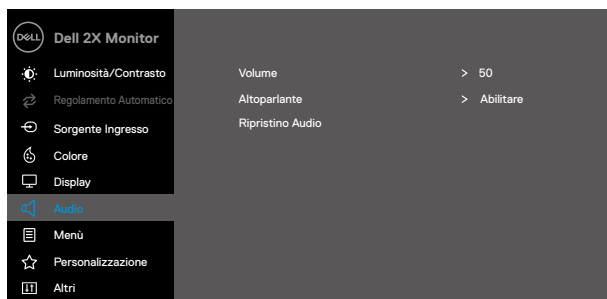 DELL Dell 2X Monitor
Luminosità/Contrasto
Volume > 50
Regolamento Automatico
Altoparlante > Abilitare
Sorgente Ingresso
Ripristino Audio
Colore
Display
Audio
Menù
Personalizzazione
Altri